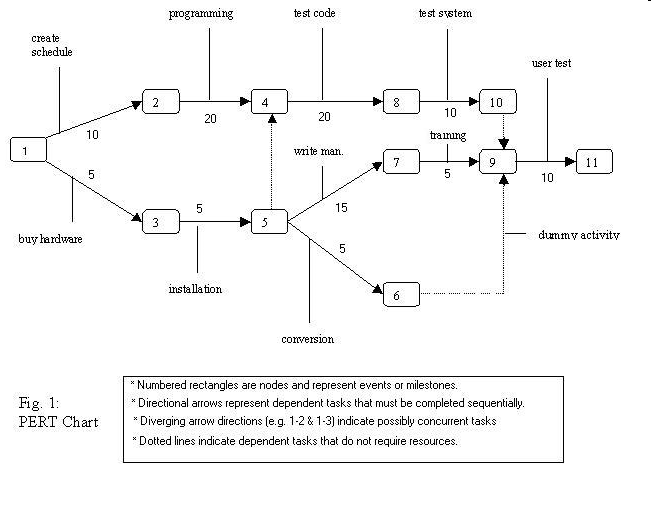 programming
test code
test system
create
schedule
user test
2
4
8
10
10
20
20
10
training
1
write man.
7
9
11
5
5
10
5
15
3
5
5
buy hardware
dummy activity
installation
6
conversion
Fig. 1:
PERT Chart
* Numbered rectangles are nodes and represent events or milestones.
* Directional arrows represent dependent tasks that must be completed sequentially.
* Diverging arrow directions (e.g. 1-2 & 1-3) indicate possibly concurrent tasks
* Dotted lines indicate dependent tasks that do not require resources.